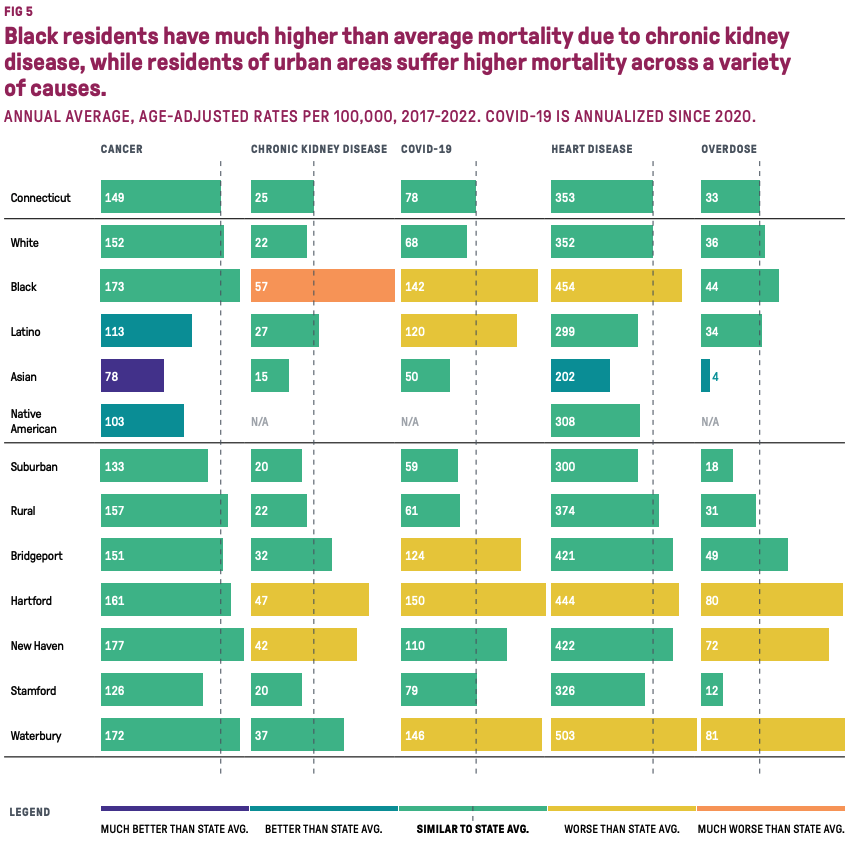 FIG 5
Black residents have much higher than average mortality due to chronic kidney
disease, while residents of urban areas suffer higher mortality across a variety
of causes.
ANNUAL AVERAGE, AGE-ADJUSTED RATES PER 100,000, 2017-2022. COVID-19 IS ANNUALIZED SINCE 2020.
CANCER CHRONIC KIDNEY DISEASE COVID-19 HEART DISEASE OVERDOSE
Connecticut 149 25 78 353 33
White 152 22 68 352 36
Black 173 57 142 454 44
Latino 113 27 120 299 34
Asian 78 15 50 202 4
Native
American 103 N/A N/A 308 N/A
Suburban 133 20 59 300 18
Rural 157 22 61 374 31
Bridgeport 151 32 124 421 49
Hartford 161 47 150 444 80
New Haven 177 42 110 422 72
Stamford 126 20 79 326 12
Waterbury 172 37 146 503 81
LEGEND
MUCH BETTER THAN STATE AVG. BETTER THAN STATE AVG. SIMILAR TO STATE AVG. WORSE THAN STATE AVG. MUCH WORSE THAN STATE AVG.